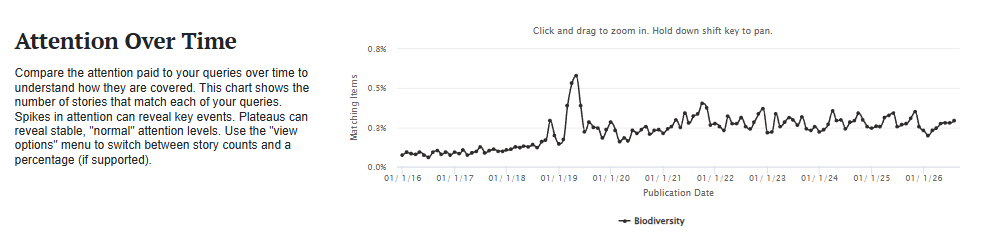 Attention Over Time
Compare the attention paid to your queries over time to
understand how they are covered. This chart shows the
number of stories that match each of your queries.
Spikes in attention can reveal key events. Plateaus can
reveal stable, "normal" attention levels. Use the "view
options" menu to switch between story counts and a
percentage (if supported).
Click and drag to zoom in. Hold down shift key to pan.
Matching Items
0.8%
0.5%
0.3%
0.0%
01/ 1/16 01/ 1/17 01/ 1/18 01/ 1/19 01/ 1/20 01/ 1/21 01/ 1/22 01/ 1/23 01/ 1/24 01/ 1/25 01/ 1/26
Publication Date
Biodiversity